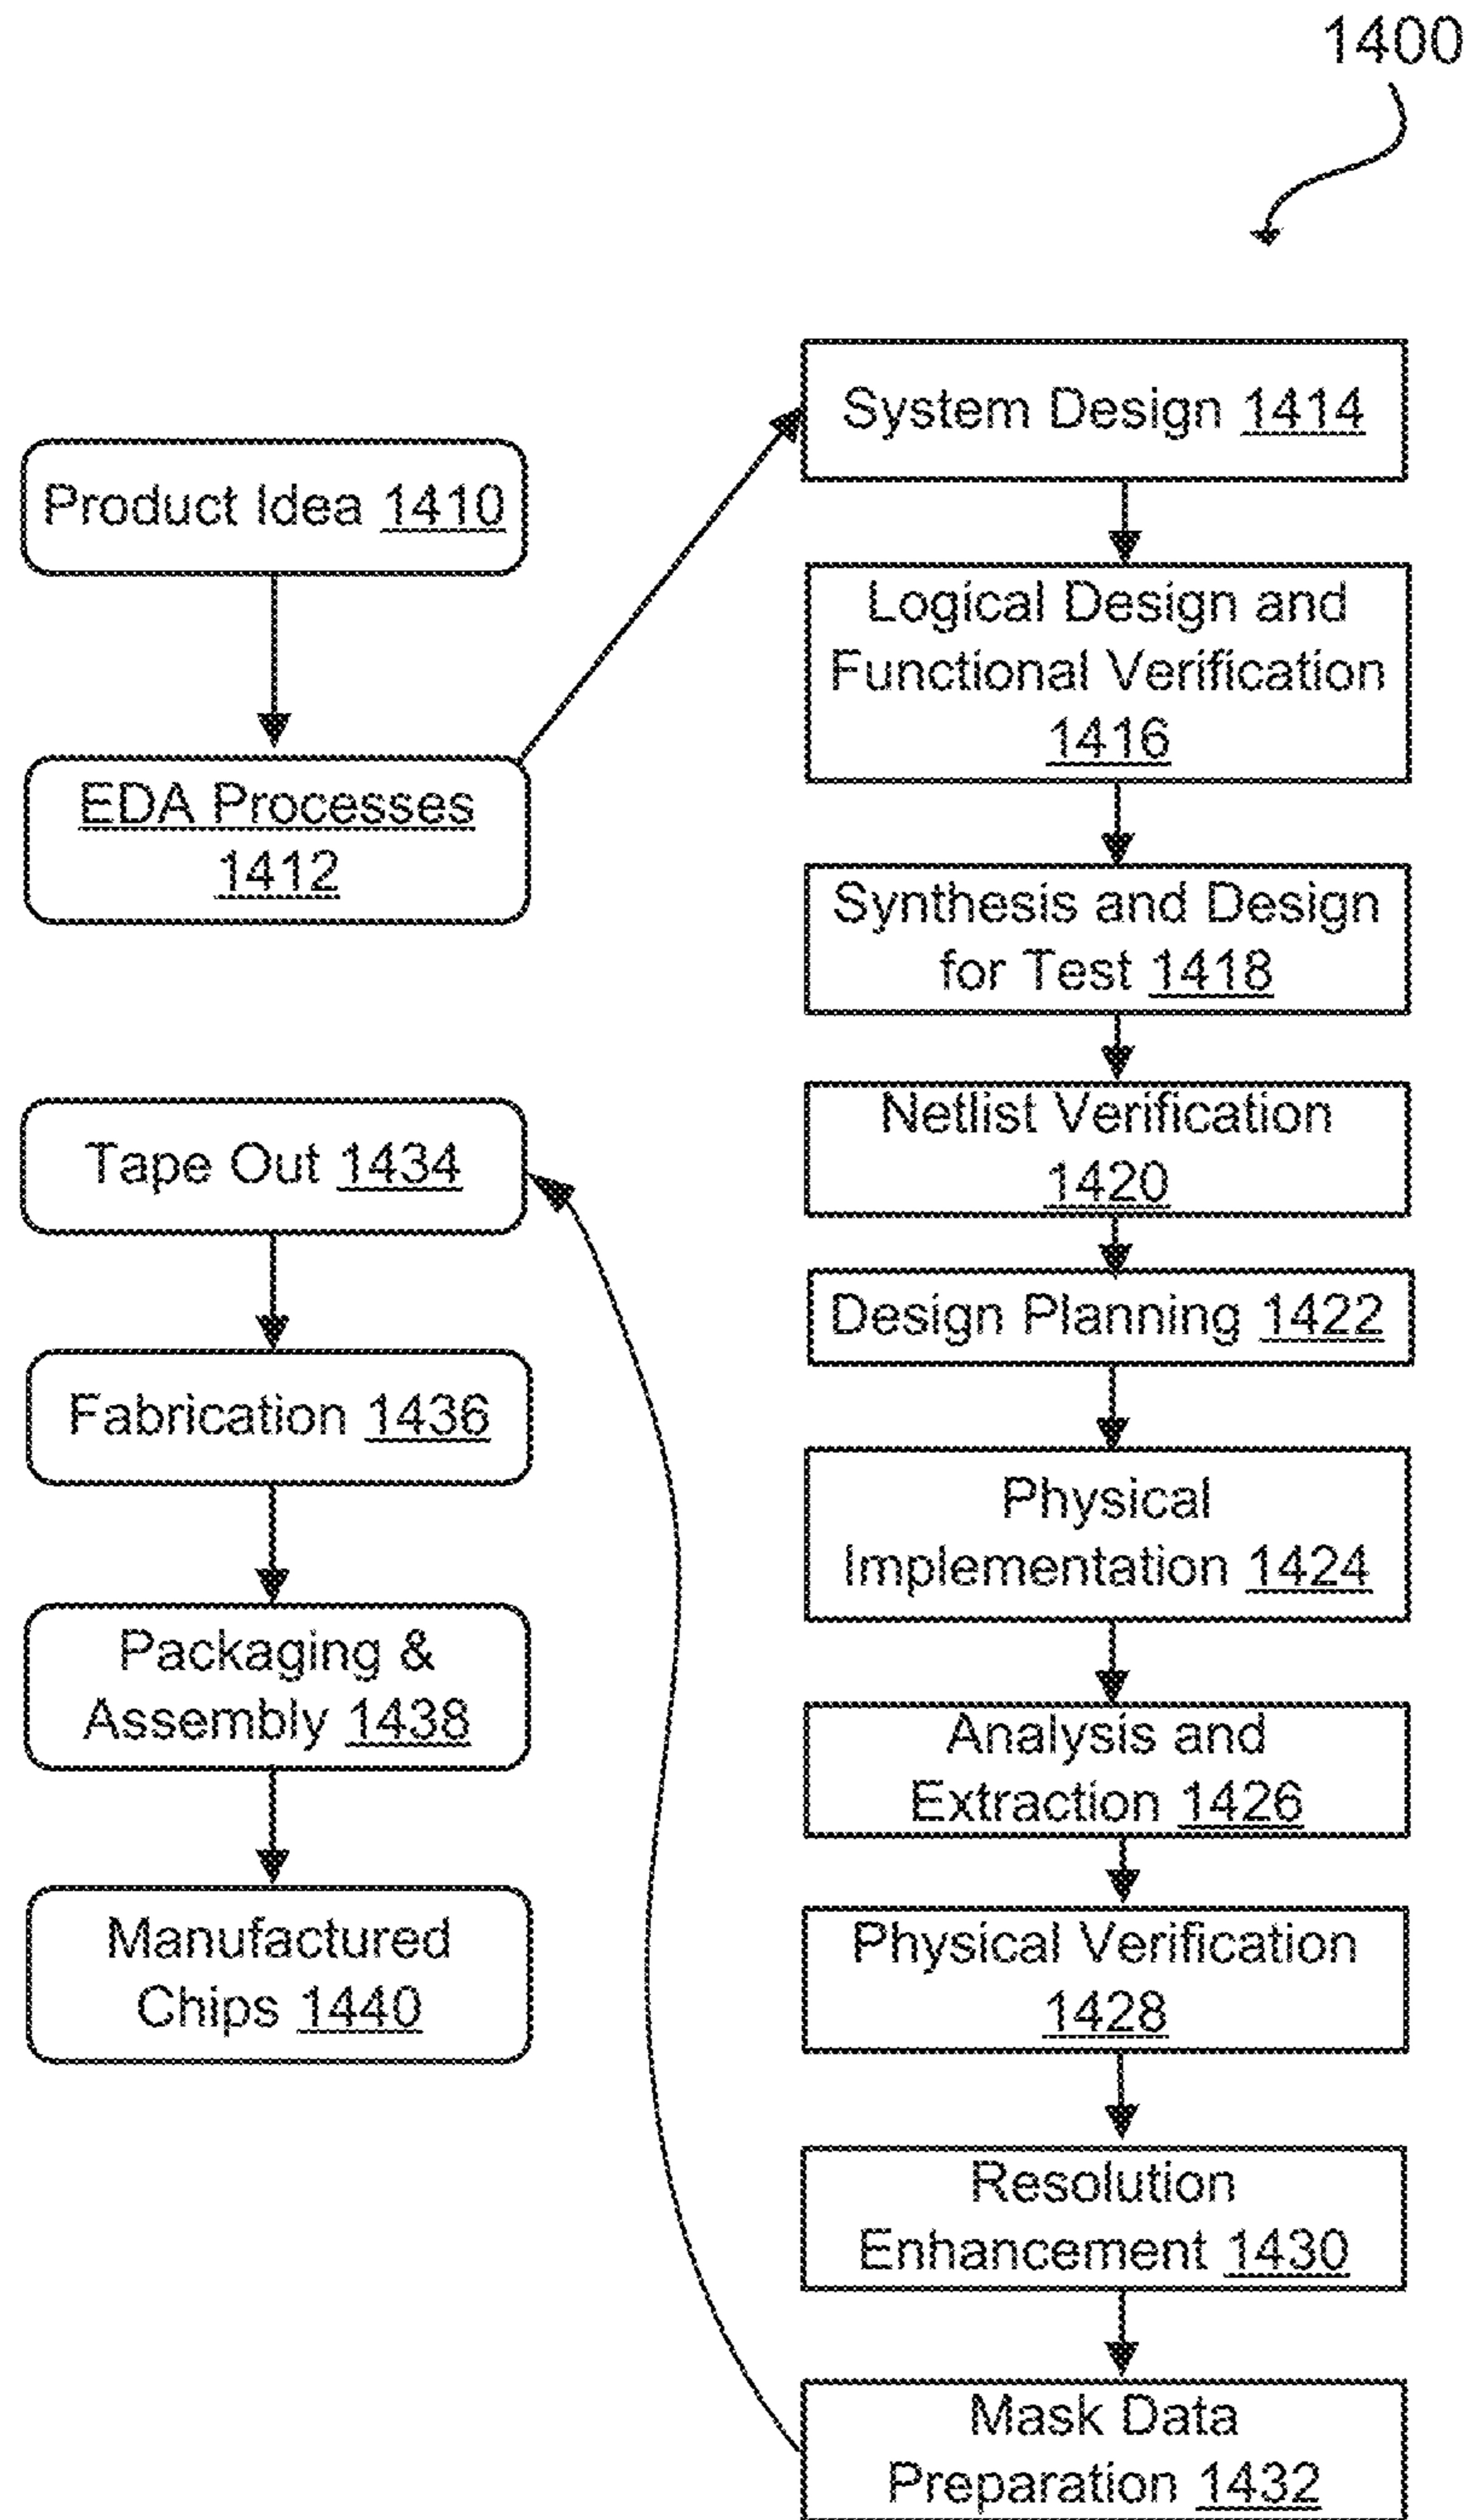 1400
Product Idea 1410
EDA Processes
1412
System Design 1414
Logical Design and
Functional Verification
1416
Synthesis and Design
for Test 1418
Netlist Verification
1420
Design Planning 1422
Physical
Implementation 1424
Analysis and
Extraction 1426
Physical Verification
1428
Resolution
Enhancement 1430
Mask Data
Preparation 1432
Tape Out 1434
Fabrication 1436
Packaging &
Assembly 1438
Manufactured
Chips 1440